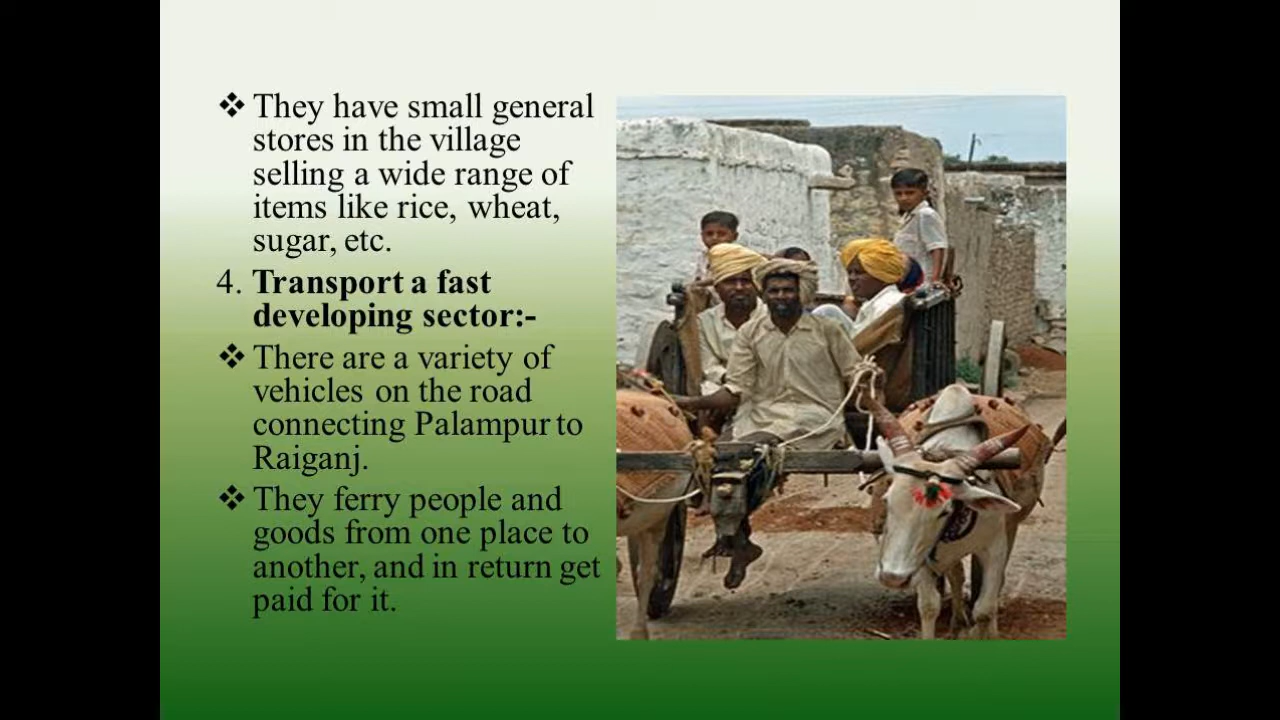 ❖ They have small general
stores in the village
selling a wide range of
items like rice, wheat,
sugar, etc.
4. Transport a fast
developing sector:-
❖ There are a variety of
vehicles on the road
connecting Palampur to
Raiganj.
❖ They ferry people and
goods from one place to
another, and in return get
paid for it.